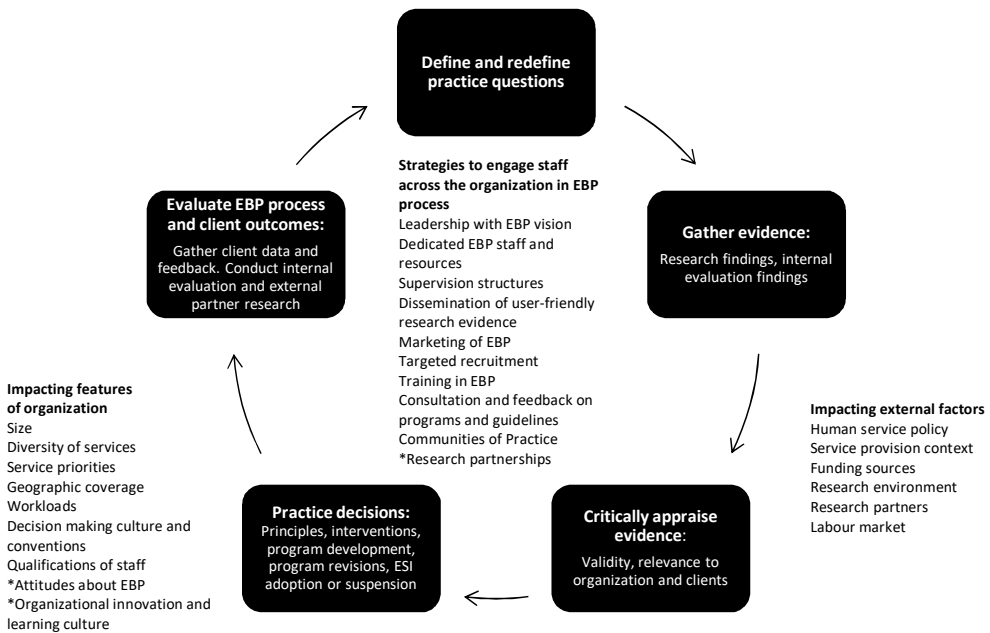 Define and redefine
practice questions
Strategies to engage staff
across the organization in EBP
process
Leadership with EBP vision
Dedicated EBP staff and
resources
Supervision structures
Dissemination of user-friendly
research evidence
Marketing of EBP
Targeted recruitment
Training in EBP
Consultation and feedback on
programs and guidelines
Communities of Practice
*Research partnerships
Gather evidence:
Research findings, internal
evaluation findings
Impacting external factors
Human service policy
Service provision context
Funding sources
Research environment
Research partners
Labour market
Critically appraise
evidence:
Validity, relevance to
organization and clients
Practice decisions:
Principles, interventions,
program development,
program revisions, ESI
adoption or suspension
Evaluate EBP process
and client outcomes:
Gather client data and
feedback. Conduct internal
evaluation and external
partner research
Impacting features
of organization
Size
Diversity of services
Service priorities
Geographic coverage
Workloads
Decision making culture and
conventions
Qualifications of staff
*Attitudes about EBP
*Organizational innovation and
learning culture